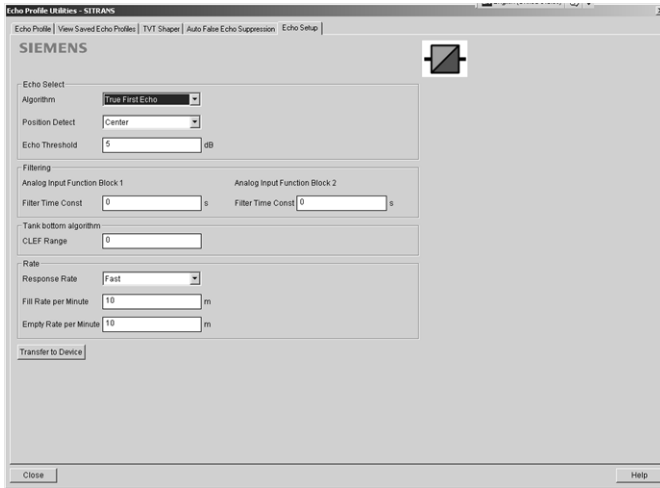 Echo Profile Utilities - SITRANS
Echo Profile View Saved Echo Profiles TVT Shaper Auto False Echo Suppression Echo Setup
SIEMENS
Echo Select
Algorithm True First Echo
Position Detect Center
Echo Threshold 5 dB
Filtering
Analog Input Function Block 1 Analog Input Function Block 2
Filter Time Const 0 s Filter Time Const 0 s
Tank bottom algorithm
CLEF Range 0
Rate
Response Rate Fast
Fill Rate per Minute 10 m
Empty Rate per Minute 10 m
Transfer to Device
Close Help